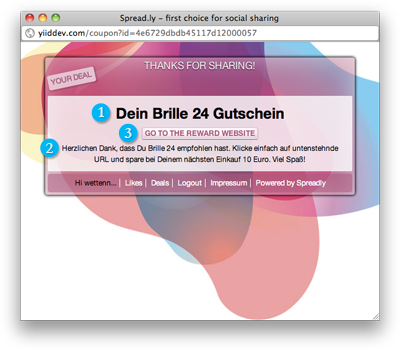 Spread.ly – first choice for social sharing
yiiddev.com/coupon?id=4e6729dbdb45117d12000057
THANKS FOR SHARING!
YOUR DEAL
1 Dein Brille 24 Gutschein
3 GO TO THE REWARD WEBSITE
2 Herzlichen Dank, dass Du Brille 24 empfohlen hast. Klicke einfach auf untenstehnde
URL und spare bei Deinem nächsten Einkauf 10 Euro. Viel Spaß!
Hi wettenn... | Likes | Deals | Logout | Impressum | Powered by Spreadly